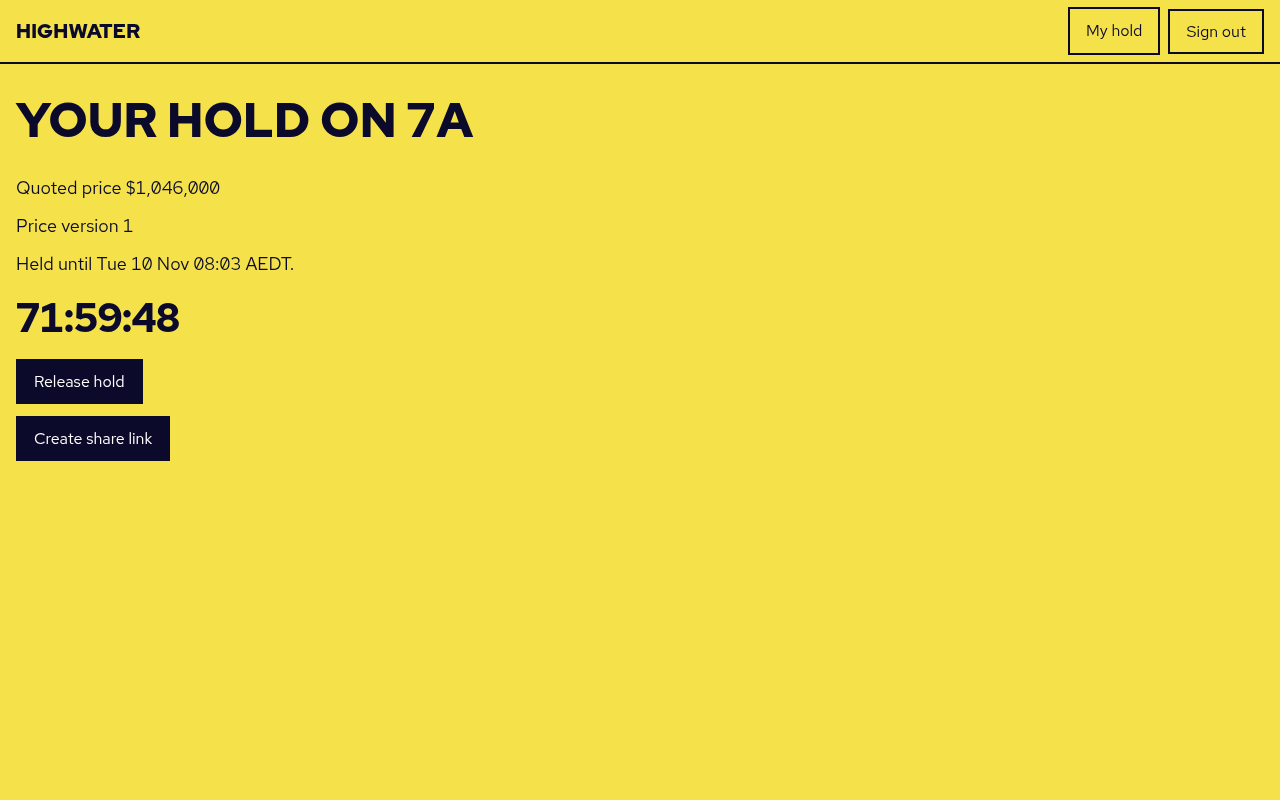 HIGHWATER
My hold
Sign out
YOUR HOLD ON 7A
Quoted price $1,046,000
Price version 1
Held until Tue 10 Nov 08:03 AEDT.
71:59:48
Release hold
Create share link